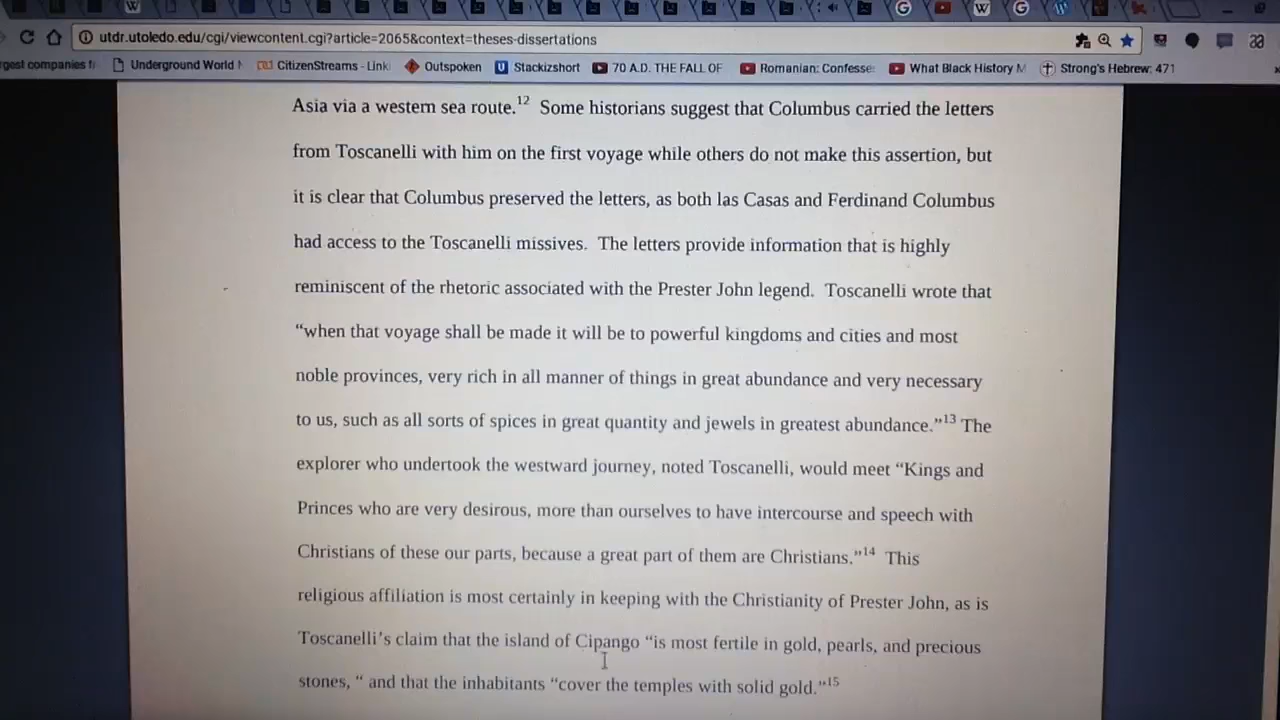 utdr.utoledo.edu/cgi/viewcontent.cgi?article=2065&context=theses-dissertations
rgest companies Underground World CitizenStreams - Link Outspoken Stackizshort 70 A.D. THE FALL OF Romanian: Confesse What Black History M Strong's Hebrew: 471
Asia via a western sea route.12 Some historians suggest that Columbus carried the letters
from Toscanelli with him on the first voyage while others do not make this assertion, but
it is clear that Columbus preserved the letters, as both las Casas and Ferdinand Columbus
had access to the Toscanelli missives. The letters provide information that is highly
reminiscent of the rhetoric associated with the Prester John legend. Toscanelli wrote that
“when that voyage shall be made it will be to powerful kingdoms and cities and most
noble provinces, very rich in all manner of things in great abundance and very necessary
to us, such as all sorts of spices in great quantity and jewels in greatest abundance.”13 The
explorer who undertook the westward journey, noted Toscanelli, would meet “Kings and
Princes who are very desirous, more than ourselves to have intercourse and speech with
Christians of these our parts, because a great part of them are Christians.”14 This
religious affiliation is most certainly in keeping with the Christianity of Prester John, as is
Toscanelli’s claim that the island of Cipango “is most fertile in gold, pearls, and precious
stones, “ and that the inhabitants “cover the temples with solid gold.”15